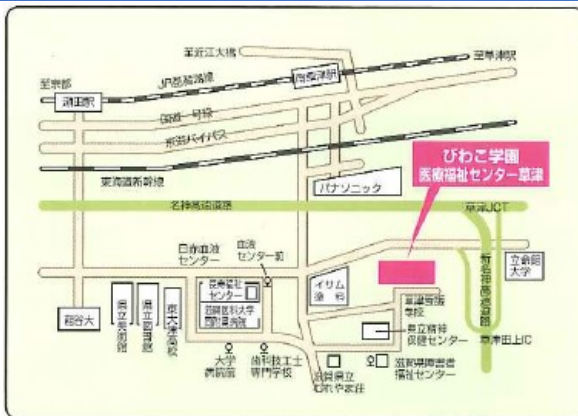 至近江大橋
至草津駅
南草津駅
至京都
JR琵琶湖線
瀬田駅
国道一号線
京滋バイパス
東海道新幹線
パナソニック
びわこ学園
医療福祉センター草津
名神高速道路
草津JCT
日赤血液
センター
血液
センター前
長寿福祉
センター
滋賀医科大学
同附属病院
イサム
塗料
立命館
大学
新名神高速道路
草津養護
学校
県立精神
保健センター
龍谷大
県立美術館
県立図書館
東大津高校
大学
病院前
歯科技工士
専門学校
滋賀県立
むれやま荘
滋賀県障害者
福祉センター
草津田上IC